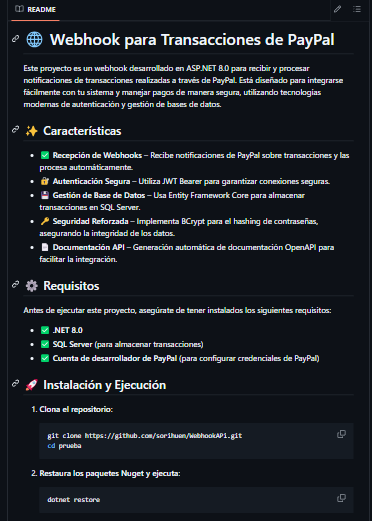 README
🌐 Webhook para Transacciones de PayPal
Este proyecto es un webhook desarrollado en ASP.NET 8.0 para recibir y procesar
notificaciones de transacciones realizadas a través de PayPal. Está diseñado para integrarse
fácilmente con tu sistema y manejar pagos de manera segura, utilizando tecnologías
modernas de autenticación y gestión de bases de datos.
✨ Características
• ✅ Recepción de Webhooks – Recibe notificaciones de PayPal sobre transacciones y las
procesa automáticamente.
• 🔐 Autenticación Segura – Utiliza JWT Bearer para garantizar conexiones seguras.
• 💾 Gestión de Base de Datos – Usa Entity Framework Core para almacenar
transacciones en SQL Server.
• 🔑 Seguridad Reforzada – Implementa BCrypt para el hashing de contraseñas,
asegurando la integridad de los datos.
• 📄 Documentación API – Generación automática de documentación OpenAPI para
facilitar la integración.
⚙️ Requisitos
Antes de ejecutar este proyecto, asegúrate de tener instalados los siguientes requisitos:
• ✅ .NET 8.0
• ✅ SQL Server (para almacenar transacciones)
• ✅ Cuenta de desarrollador de PayPal (para configurar credenciales de PayPal)
🚀 Instalación y Ejecución
1. Clona el repositorio:
git clone https://github.com/sorihuem/WebhookAPi.git
cd prueba
2. Restaura los paquetes Nuget y ejecuta:
dotnet restore